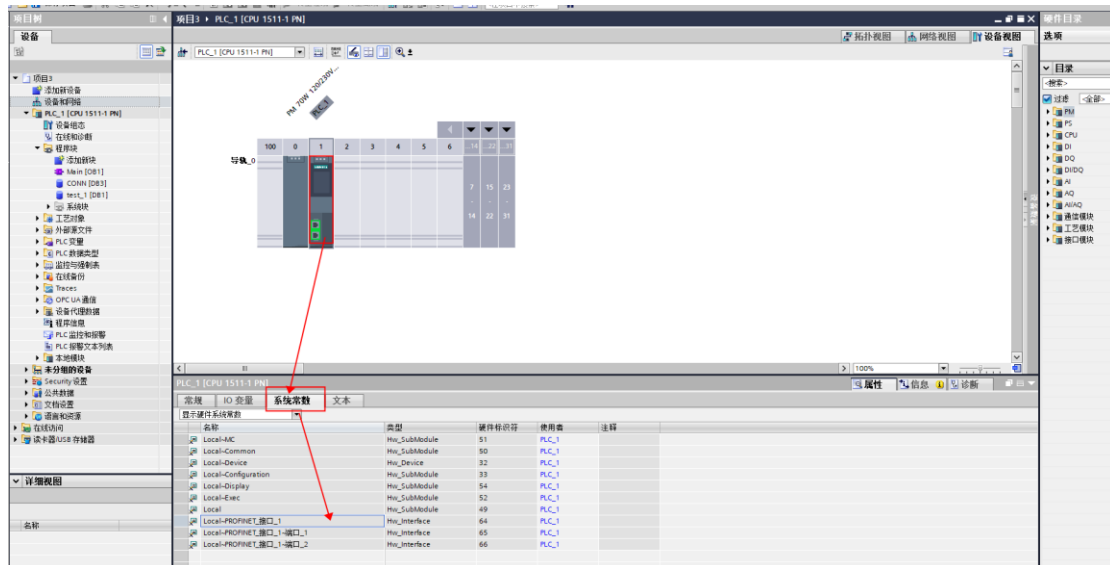 项目树
项目3 ▸ PLC_1 [CPU 1511-1 PN]
硬件目录
设备
拓扑视图
网络视图
设备视图
选项
PLC_1 [CPU 1511-1 PN]
项目3
添加新设备
设备和网络
PLC_1 [CPU 1511-1 PN]
设备组态
在线和诊断
程序块
添加新块
Main [OB1]
CONN [DB3]
test_1 [DB1]
系统块
工艺对象
外部源文件
PLC 变量
PLC 数据类型
监控与强制表
在线备份
Traces
OPC UA 通信
设备代理数据
程序信息
PLC 监控和报警
PLC 报警文本列表
本地模块
未分组的设备
Security 设置
公共数据
文档设置
语言和资源
在线访问
读卡器/USB 存储器
详细视图
名称
PM 70W 120/230V...
PLC_1
100 0 1 2 3 4 5 6 ...14 ...22 ...31
导轨_0
7 15 23
- - -
14 22 31
目录
<搜索>
过滤 <全部>
PM
PS
CPU
DI
DQ
DI/DQ
AI
AQ
AI/AQ
通信模块
工艺模块
接口模块
100%
PLC_1 [CPU 1511-1 PN]
属性
信息
诊断
常规 IO 变量 系统常数 文本
显示硬件系统常数
名称 类型 硬件标识符 使用者 注释
Local~MC Hw_SubModule 51 PLC_1
Local~Common Hw_SubModule 50 PLC_1
Local~Device Hw_Device 32 PLC_1
Local~Configuration Hw_SubModule 33 PLC_1
Local~Display Hw_SubModule 54 PLC_1
Local~Exec Hw_SubModule 52 PLC_1
Local Hw_SubModule 49 PLC_1
Local~PROFINET_接口_1 Hw_Interface 64 PLC_1
Local~PROFINET_接口_1~端口_1 Hw_Interface 65 PLC_1
Local~PROFINET_接口_1~端口_2 Hw_Interface 66 PLC_1